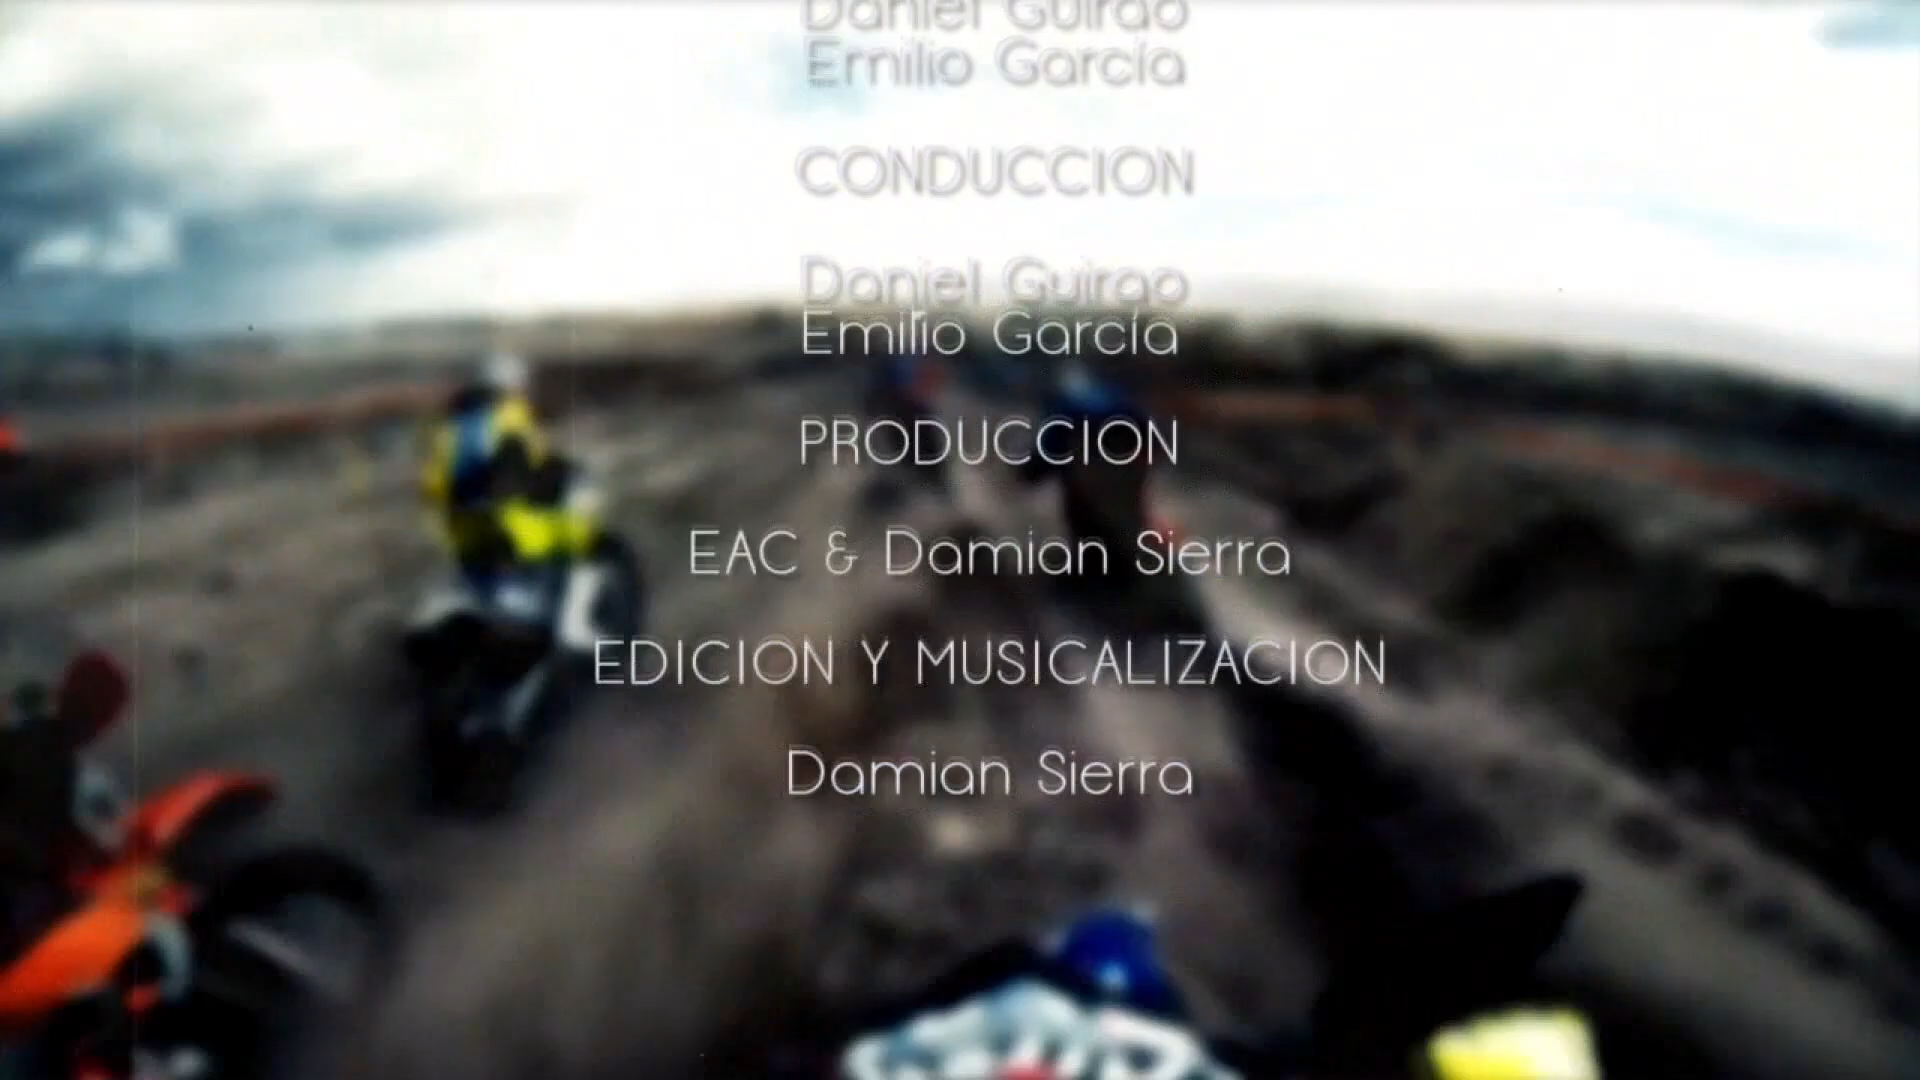 Daniel Guirao
Emilio García
CONDUCCION
Daniel Guirao
Emilio García
PRODUCCION
EAC & Damian Sierra
EDICION Y MUSICALIZACION
Damian Sierra